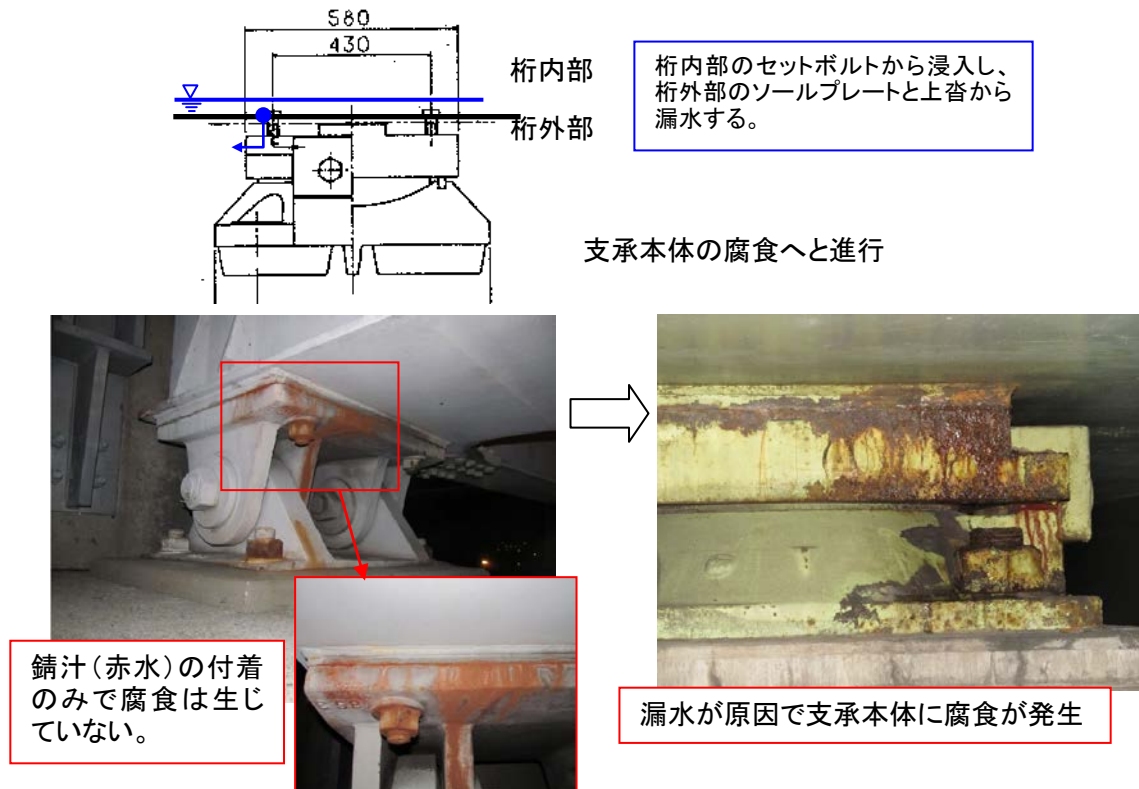 580
430
桁内部
桁外部
桁内部のセットボルトから浸入し、
桁外部のソールプレートと上沓から
漏水する。
支承本体の腐食へと進行
錆汁(赤水)の付着
のみで腐食は生じ
ていない。
漏水が原因で支承本体に腐食が発生